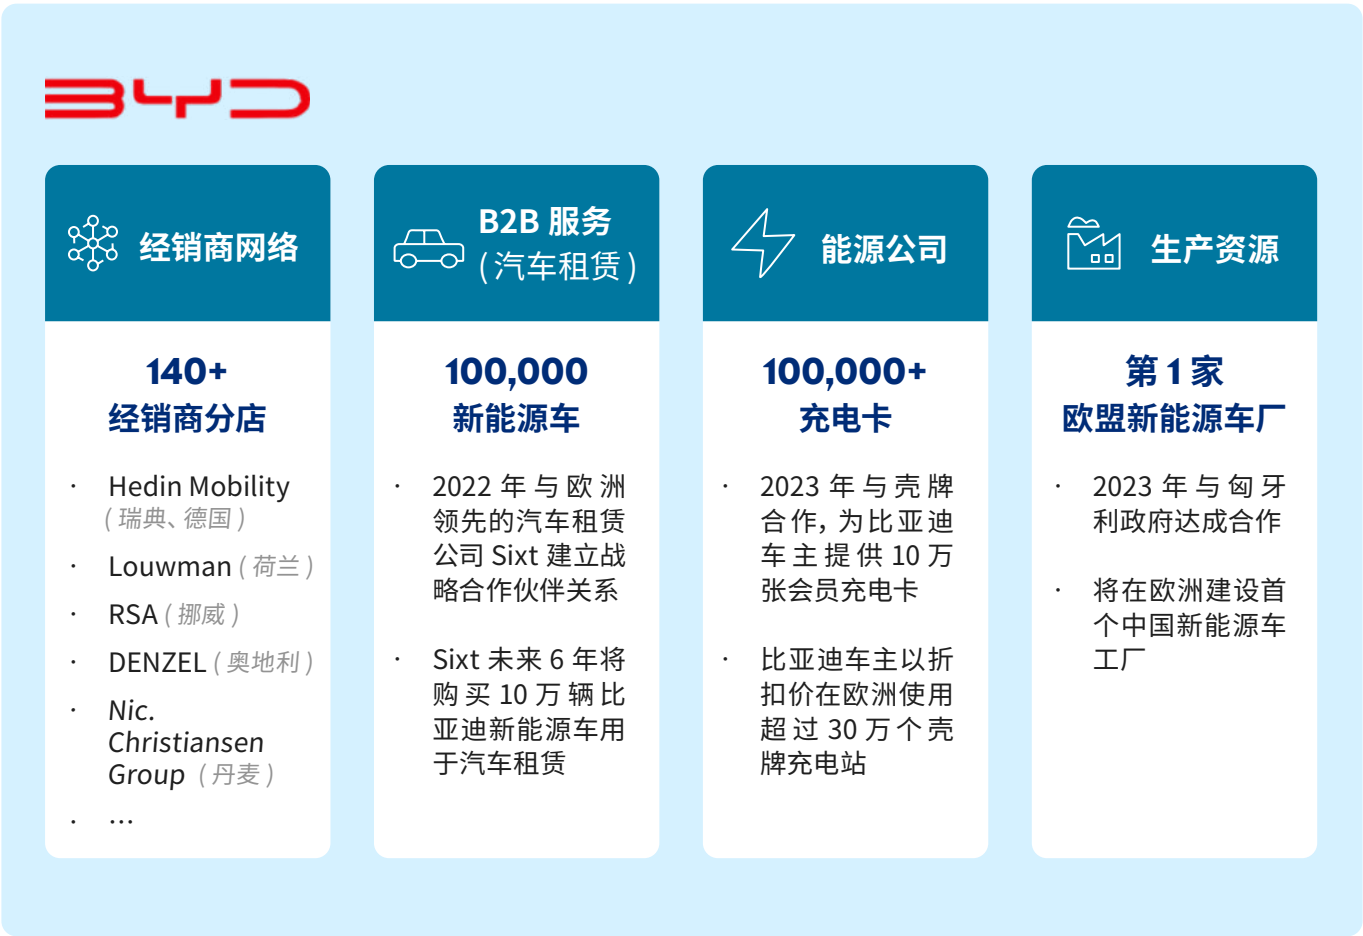 BYD
经销商网络
140+
经销商分店
· Hedin Mobility
(瑞典、德国)
· Louwman (荷兰)
· RSA (挪威)
· DENZEL (奥地利)
· Nic.
Christiansen
Group (丹麦)
· …
B2B 服务
(汽车租赁)
100,000
新能源车
· 2022 年与欧洲
领先的汽车租赁
公司 Sixt 建立战
略合作伙伴关系
· Sixt 未来 6 年将
购买 10 万辆比
亚迪新能源车用
于汽车租赁
能源公司
100,000+
充电卡
· 2023 年与壳牌
合作，为比亚迪
车主提供 10 万
张会员充电卡
· 比亚迪车主以折
扣价在欧洲使用
超过 30 万个壳
牌充电站
生产资源
第 1 家
欧盟新能源车厂
· 2023 年与匈牙
利政府达成合作
· 将在欧洲建设首
个中国新能源车
工厂